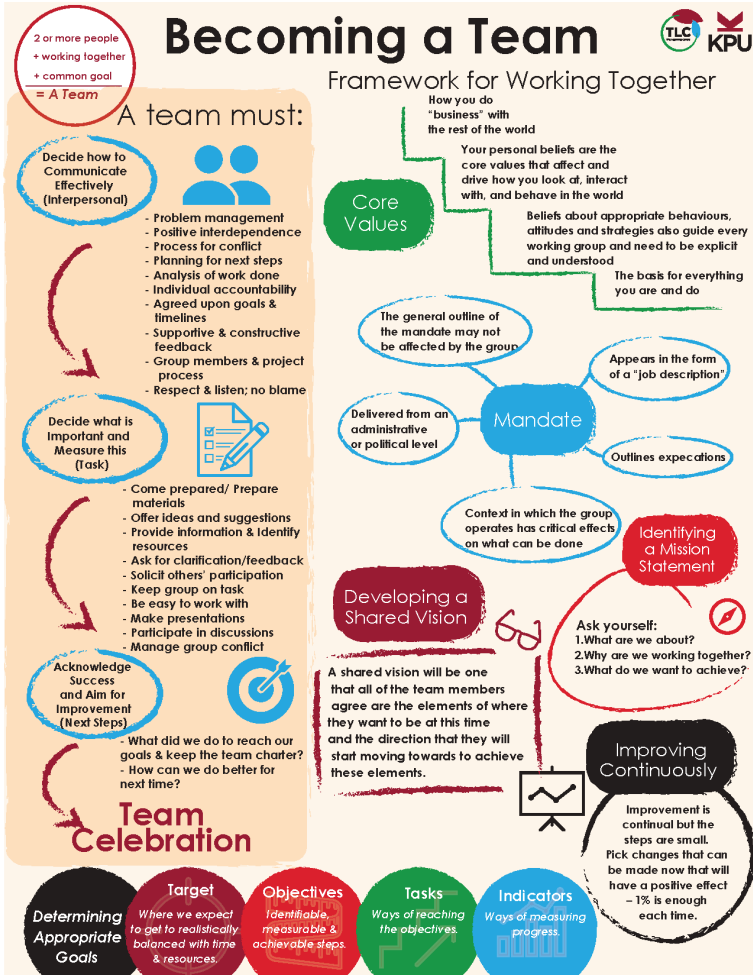 Becoming a Team
TLC
KPU
2 or more people
+ working together
+ common goal
= A Team
A team must:
Decide how to
Communicate
Effectively
(Interpersonal)
- Problem management
- Positive interdependence
- Process for conflict
- Planning for next steps
- Analysis of work done
- Individual accountability
- Agreed upon goals &
timelines
- Supportive & constructive
feedback
- Group members & project
process
- Respect & listen; no blame
Decide what is
Important and
Measure this
(Task)
- Come prepared/ Prepare
materials
- Offer ideas and suggestions
- Provide information & Identify
resources
- Ask for clarification/feedback
- Solicit others' participation
- Keep group on task
- Be easy to work with
- Make presentations
- Participate in discussions
- Manage group conflict
Acknowledge
Success
and Aim for
Improvement
(Next Steps)
- What did we do to reach our
goals & keep the team charter?
- How can we do better for
next time?
Team
Celebration
Framework for Working Together
How you do
"business" with
the rest of the world
Your personal beliefs are the
core values that affect and
drive how you look at, interact
with, and behave in the world
Core
Values
Beliefs about appropriate behaviours,
attitudes and strategies also guide every
working group and need to be explicit
and understood
The basis for everything
you are and do
The general outline of
the mandate may not
be affected by the group
Appears in the form
of a "job description"
Delivered from an
administrative
or political level
Mandate
Outlines expecations
Context in which the group
operates has critical effects
on what can be done
Identifying
a Mission
Statement
Ask yourself:
1.What are we about?
2.Why are we working together?
3.What do we want to achieve?
Developing a
Shared Vision
A shared vision will be one
that all of the team members
agree are the elements of where
they want to be at this time
and the direction that they will
start moving towards to achieve
these elements.
Improving
Continuously
Improvement is
continual but the
steps are small.
Pick changes that can
be made now that will
have a positive effect
– 1% is enough
each time.
Determining
Appropriate
Goals
Target
Where we expect
to get to realistically
balanced with time
& resources.
Objectives
Identifiable,
measurable &
achievable steps.
Tasks
Ways of reaching
the objectives.
Indicators
Ways of measuring
progress.